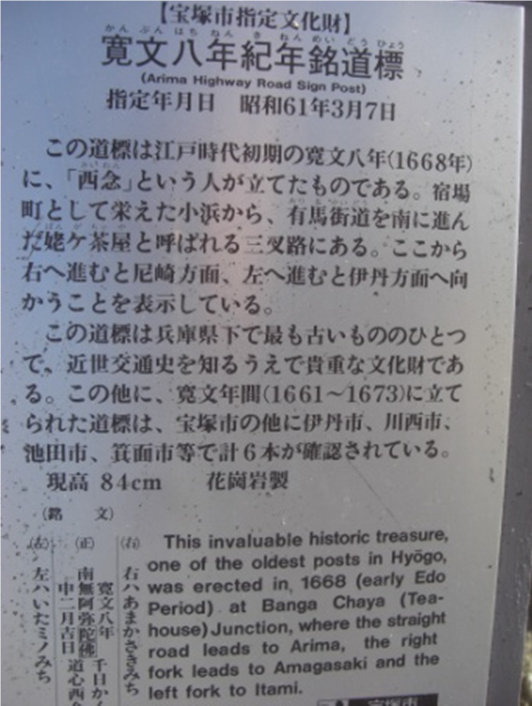 【宝塚市指定文化財】
かんぶんはちねんきねんめいどうひょう
寛文八年紀年銘道標
(Arima Highway Road Sign Post)
指定年月日 昭和61年3月7日
この道標は江戸時代初期の寛文八年(1668年)
さいねん
に、「西念」という人が立てたものである。宿場
町として栄えた小浜から、有馬街道を南に進ん
だ姥ケ茶屋と呼ばれる三叉路にある。ここから
右へ進むと尼崎方面、左へ進むと伊丹方面へ向
かうことを表示している。
この道標は兵庫県下で最も古いもののひとつ
で、近世交通史を知るうえで貴重な文化財であ
る。この他に、寛文年間(1661〜1673)に立て
られた道標は、宝塚市の他に伊丹市、川西市、
池田市、箕面市等で計6本が確認されている。
現高 84cm 花崗岩製
(銘 文)
(右) 右ハあまかさきみち
寛文八年 千日かん
(正) 南無阿弥陀佛
申二月吉日 道心西
(左) 左ハいたミノみち
This invaluable historic treasure,
one of the oldest posts in Hyōgo,
was erected in 1668 (early Edo
Period) at Banga Chaya (Tea-
house) Junction, where the straight
road leads to Arima, the right
fork leads to Amagasaki and the
left fork to Itami.
宝塚市